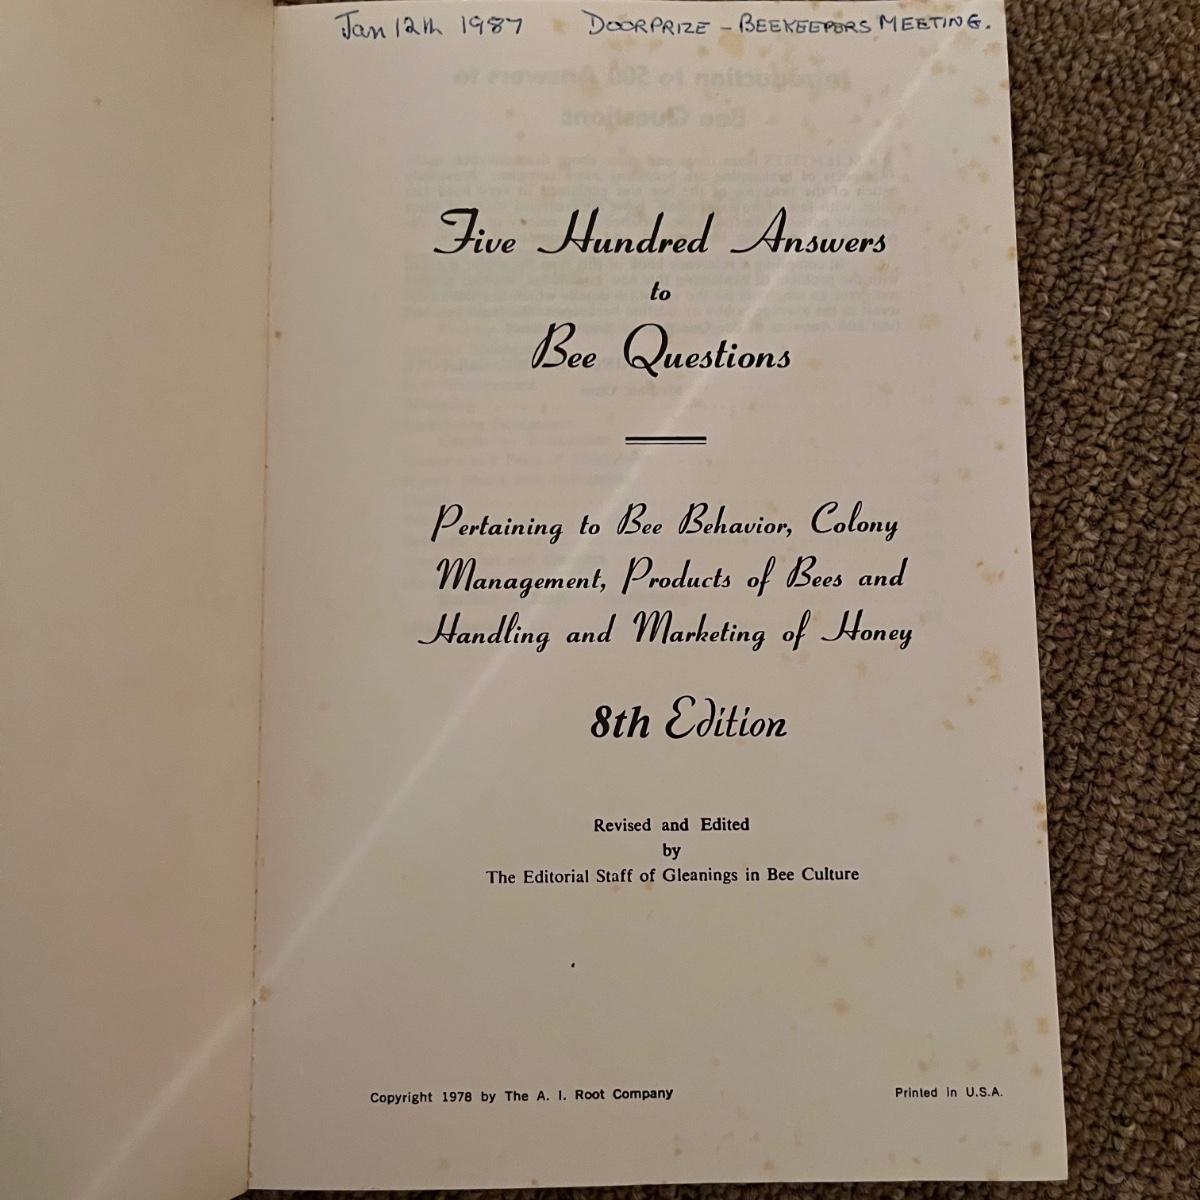 Jan 12th 1987 DOORPRIZE - BEEKEEPERS MEETING.
Five Hundred Answers
to
Bee Questions
Pertaining to Bee Behavior, Colony
Management, Products of Bees and
Handling and Marketing of Honey
8th Edition
Revised and Edited
by
The Editorial Staff of Gleanings in Bee Culture
Copyright 1978 by The A. I. Root Company
Printed in U.S.A.